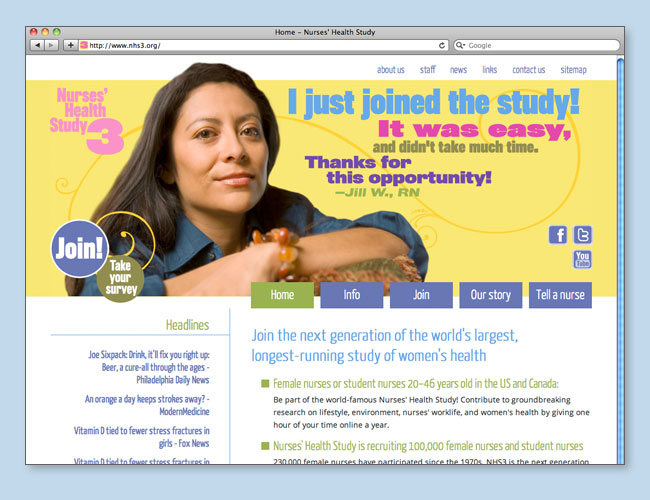 Home – Nurses' Health Study
http://www.nhs3.org/
Google
about us staff news links contact us sitemap
Nurses'
Health
Study
3
I just joined the study!
It was easy,
and didn't take much time.
Thanks for
this opportunity!
—Jill W., RN
f t
You
Tube
Join!
Take
your
survey
Home Info Join Our story Tell a nurse
Headlines
Joe Sixpack: Drink, it'll fix you right up:
Beer, a cure-all through the ages -
Philadelphia Daily News
An orange a day keeps strokes away? -
ModernMedicine
Vitamin D tied to fewer stress fractures in
girls - Fox News
Vitamin D tied to fewer stress fractures in
Join the next generation of the world's largest,
longest-running study of women's health
Female nurses or student nurses 20–46 years old in the US and Canada:
Be part of the world-famous Nurses' Health Study! Contribute to groundbreaking
research on lifestyle, environment, nurses' worklife, and women's health by giving one
hour of your time online a year.
Nurses' Health Study is recruiting 100,000 female nurses and student nurses
230,000 female nurses have participated since the 1970s. NHS3 is the next generation